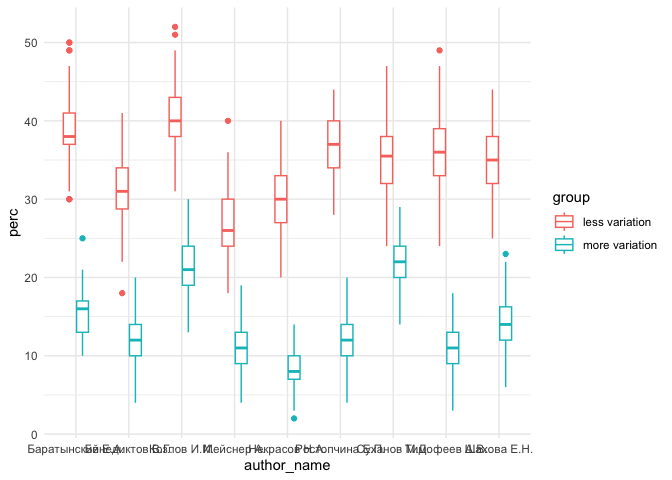 50
40
30
20
10
0
perc
Баратынский Е.А.
Бенедиктов В.Г.
Козлов И.И.
Мейснер А.
Некрасов Н.А.
Ростопчина Е.П.
Суханов М.Д.
Тимофеев А.В.
Шахова Е.Н.
author_name
group
less variation
more variation